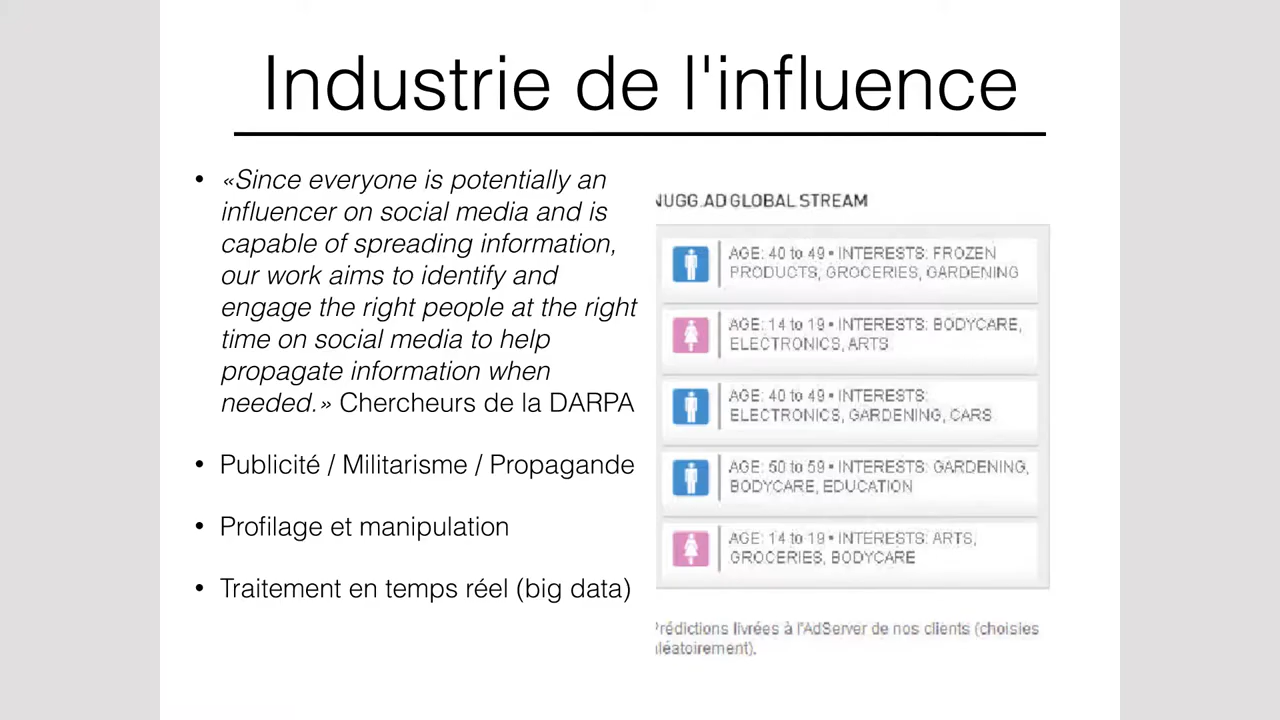 Industrie de l'influence
• «Since everyone is potentially an
influencer on social media and is
capable of spreading information,
our work aims to identify and
engage the right people at the right
time on social media to help
propagate information when
needed.» Chercheurs de la DARPA
• Publicité / Militarisme / Propagande
• Profilage et manipulation
• Traitement en temps réel (big data)
NUGG.AD GLOBAL STREAM
AGE: 40 to 49 • INTERESTS: FROZEN
PRODUCTS, GROCERIES, GARDENING
AGE: 14 to 19 • INTERESTS: BODYCARE,
ELECTRONICS, ARTS
AGE: 40 to 49 • INTERESTS:
ELECTRONICS, GARDENING, CARS
AGE: 50 to 59 • INTERESTS: GARDENING,
BODYCARE, EDUCATION
AGE: 14 to 19 • INTERESTS: ARTS,
GROCERIES, BODYCARE
Prédictions livrées à l'AdServer de nos clients (choisies
aléatoirement).